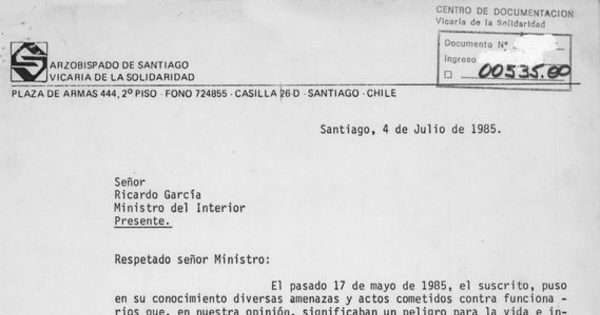 CENTRO DE DOCUMENTACION
Vicaría de la Solidaridad
Documento N°
Ingreso
00535.00
ARZOBISPADO DE SANTIAGO
VICARIA DE LA SOLIDARIDAD
PLAZA DE ARMAS 444, 2º PISO · FONO 724855 · CASILLA 26-D · SANTIAGO · CHILE
Santiago, 4 de Julio de 1985.
Señor
Ricardo García
Ministro del Interior
Presente.
Respetado señor Ministro:
El pasado 17 de mayo de 1985, el suscrito, puso
en su conocimiento diversas amenazas y actos cometidos contra funciona -
rios que, en nuestra opinión, significaban un peligro para la vida e in-